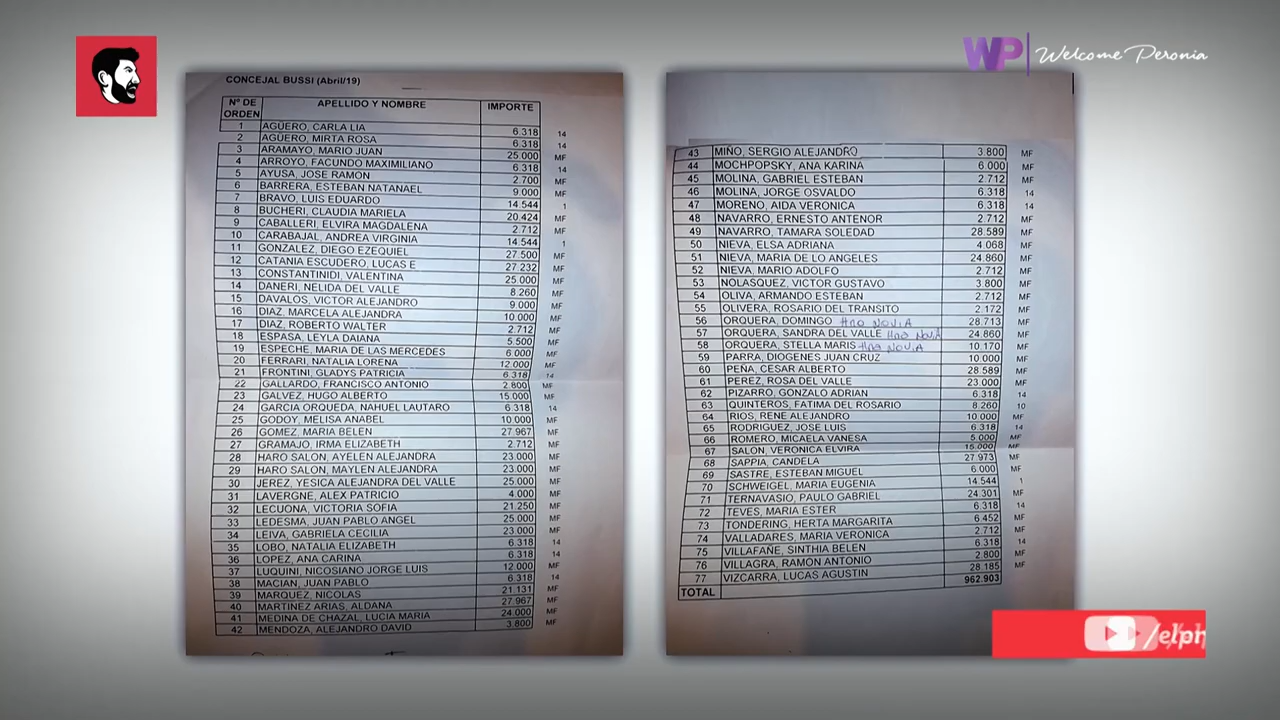 WP Welcome Peronia
CONCEJAL BUSSI (Abril/19)
Nº DE ORDEN APELLIDO Y NOMBRE IMPORTE
1 AGÜERO, CARLA LIA 6.318 14
2 AGÜERO, MIRTA ROSA 6.318 14
3 ARAMAYO, MARIO JUAN 25.000 MF
4 ARROYO, FACUNDO MAXIMILIANO 6.318 14
5 AYUSA, JOSE RAMON 2.700 MF
6 BARRERA, ESTEBAN NATANAEL 9.000 MF
7 BRAVO, LUIS EDUARDO 14.544 1
8 BUCHERI, CLAUDIA MARIELA 20.424 MF
9 CABALLERI, ELVIRA MAGDALENA 2.712 MF
10 CARABAJAL, ANDREA VIRGINIA 14.544 1
11 GONZALEZ, DIEGO EZEQUIEL 27.500 MF
12 CATANIA ESCUDERO, LUCAS E 27.232 MF
13 CONSTANTINIDI, VALENTINA 25.000 MF
14 DANERI, NELIDA DEL VALLE 8.260 MF
15 DAVALOS, VICTOR ALEJANDRO 9.000 MF
16 DIAZ, MARCELA ALEJANDRA 10.000 MF
17 DIAZ, ROBERTO WALTER 2.712 MF
18 ESPASA, LEYLA DAIANA 5.500 MF
19 ESPECHE, MARIA DE LAS MERCEDES 6 000 MF
20 FERRARI, NATALIA LORENA 12.000 MF
21 FRONTINI, GLADYS PATRICIA 6.318 14
22 GALLARDO, FRANCISCO ANTONIO 2.800 MF
23 GALVEZ, HUGO ALBERTO 15.000 MF
24 GARCIA ORQUEDA, NAHUEL LAUTARO 6.318 14
25 GODOY, MELISA ANABEL 10.000 MF
26 GOMEZ, MARIA BELEN 27.967 MF
27 GRAMAJO, IRMA ELIZABETH 2.712 MF
28 HARO SALON, AYELEN ALEJANDRA 23.000 MF
29 HARO SALON, MAYLEN ALEJANDRA 23.000 MF
30 JEREZ, YESICA ALEJANDRA DEL VALLE 25.000 MF
31 LAVERGNE, ALEX PATRICIO 4.000 MF
32 LECUONA, VICTORIA SOFIA 21.250 MF
33 LEDESMA, JUAN PABLO ANGEL 25.000 MF
34 LEIVA, GABRIELA CECILIA 23.000 MF
35 LOBO, NATALIA ELIZABETH 6.318 14
36 LOPEZ, ANA CARINA 6.318 14
37 LUQUINI, NICOSIANO JORGE LUIS 12.000 MF
38 MACIAN, JUAN PABLO 6.318 14
39 MARQUEZ, NICOLAS 21.131 MF
40 MARTINEZ ARIAS, ALDANA 27.967 MF
41 MEDINA DE CHAZAL, LUCIA MARIA 24.000 MF
42 MENDOZA, ALEJANDRO DAVID 3.800 MF
43 MIÑO, SERGIO ALEJANDRO 3.800 MF
44 MOCHPOPSKY, ANA KARINA 6.000 MF
45 MOLINA, GABRIEL ESTEBAN 2.712 MF
46 MOLINA, JORGE OSVALDO 6.318 14
47 MORENO, AIDA VERONICA 6.318 14
48 NAVARRO, ERNESTO ANTENOR 2.712 MF
49 NAVARRO, TAMARA SOLEDAD 28.589 MF
50 NIEVA, ELSA ADRIANA 4.068 MF
51 NIEVA, MARIA DE LO ANGELES 24.860 MF
52 NIEVA, MARIO ADOLFO 2.712 MF
53 NOLASQUEZ, VICTOR GUSTAVO 3.800 MF
54 OLIVA, ARMANDO ESTEBAN 2.712 MF
55 OLIVERA, ROSARIO DEL TRANSITO 2.172 MF
56 ORQUERA, DOMINGO HNO NOVIA 28.713 MF
57 ORQUERA, SANDRA DEL VALLE HNA NOVIA 24.860 MF
58 ORQUERA, STELLA MARIS HNA NOVIA 10.170 MF
59 PARRA, DIOGENES JUAN CRUZ 10.000 MF
60 PEÑA, CESAR ALBERTO 28.589 MF
61 PEREZ, ROSA DEL VALLE 23.000 MF
62 PIZARRO, GONZALO ADRIAN 6.318 14
63 QUINTEROS, FATIMA DEL ROSARIO 8.260 10
64 RIOS, RENE ALEJANDRO 10.000 MF
65 RODRIGUEZ, JOSE LUIS 6.318 14
66 ROMERO, MICAELA VANESA 5.000 MF
67 SALON, VERONICA ELVIRA 15.000 MF
68 SAPPIA, CANDELA 27.973 MF
69 SASTRE, ESTEBAN MIGUEL 6.000 MF
70 SCHWEIGEL, MARIA EUGENIA 14.544 1
71 TERNAVASIO, PAULO GABRIEL 24.301 MF
72 TEVES, MARIA ESTER 6.318 14
73 TONDERING, HERTA MARGARITA 6.452 MF
74 VALLADARES, MARIA VERONICA 2.712 MF
75 VILLAFAÑE, SINTHIA BELEN 6.318 14
76 VILLAGRA, RAMON ANTONIO 2.800 MF
77 VIZCARRA, LUCAS AGUSTIN 28.185 MF
TOTAL 962.903